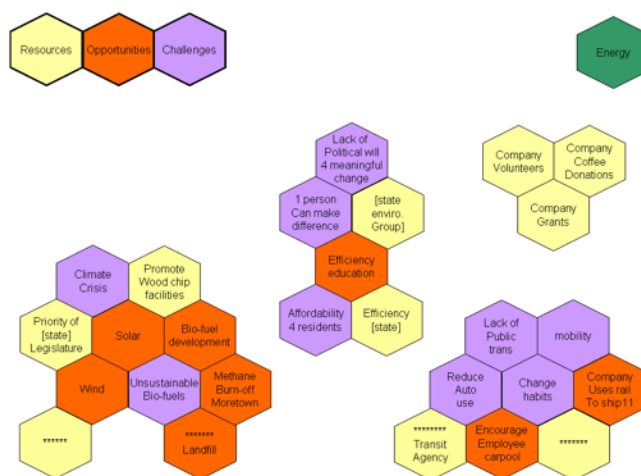 Resources
Opportunities
Challenges
Energy
Lack of
Political will
4 meaningful
change
1 person
Can make
difference
[state
enviro.
Group]
Efficiency
education
Affordability
4 residents
Efficiency
[state]
Company
Volunteers
Company
Coffee
Donations
Company
Grants
Climate
Crisis
Promote
Wood chip
facilities
Priority of
[state]
Legislature
Solar
Bio-fuel
development
Wind
Unsustainable
Bio-fuels
Methane
Burn-off
Moretown
******
*******
Landfill
Lack of
Public
trans
mobility
Reduce
Auto
use
Change
habits
Company
Uses rail
To ship11
********
Transit
Agency
Encourage
Employee
carpool
*******